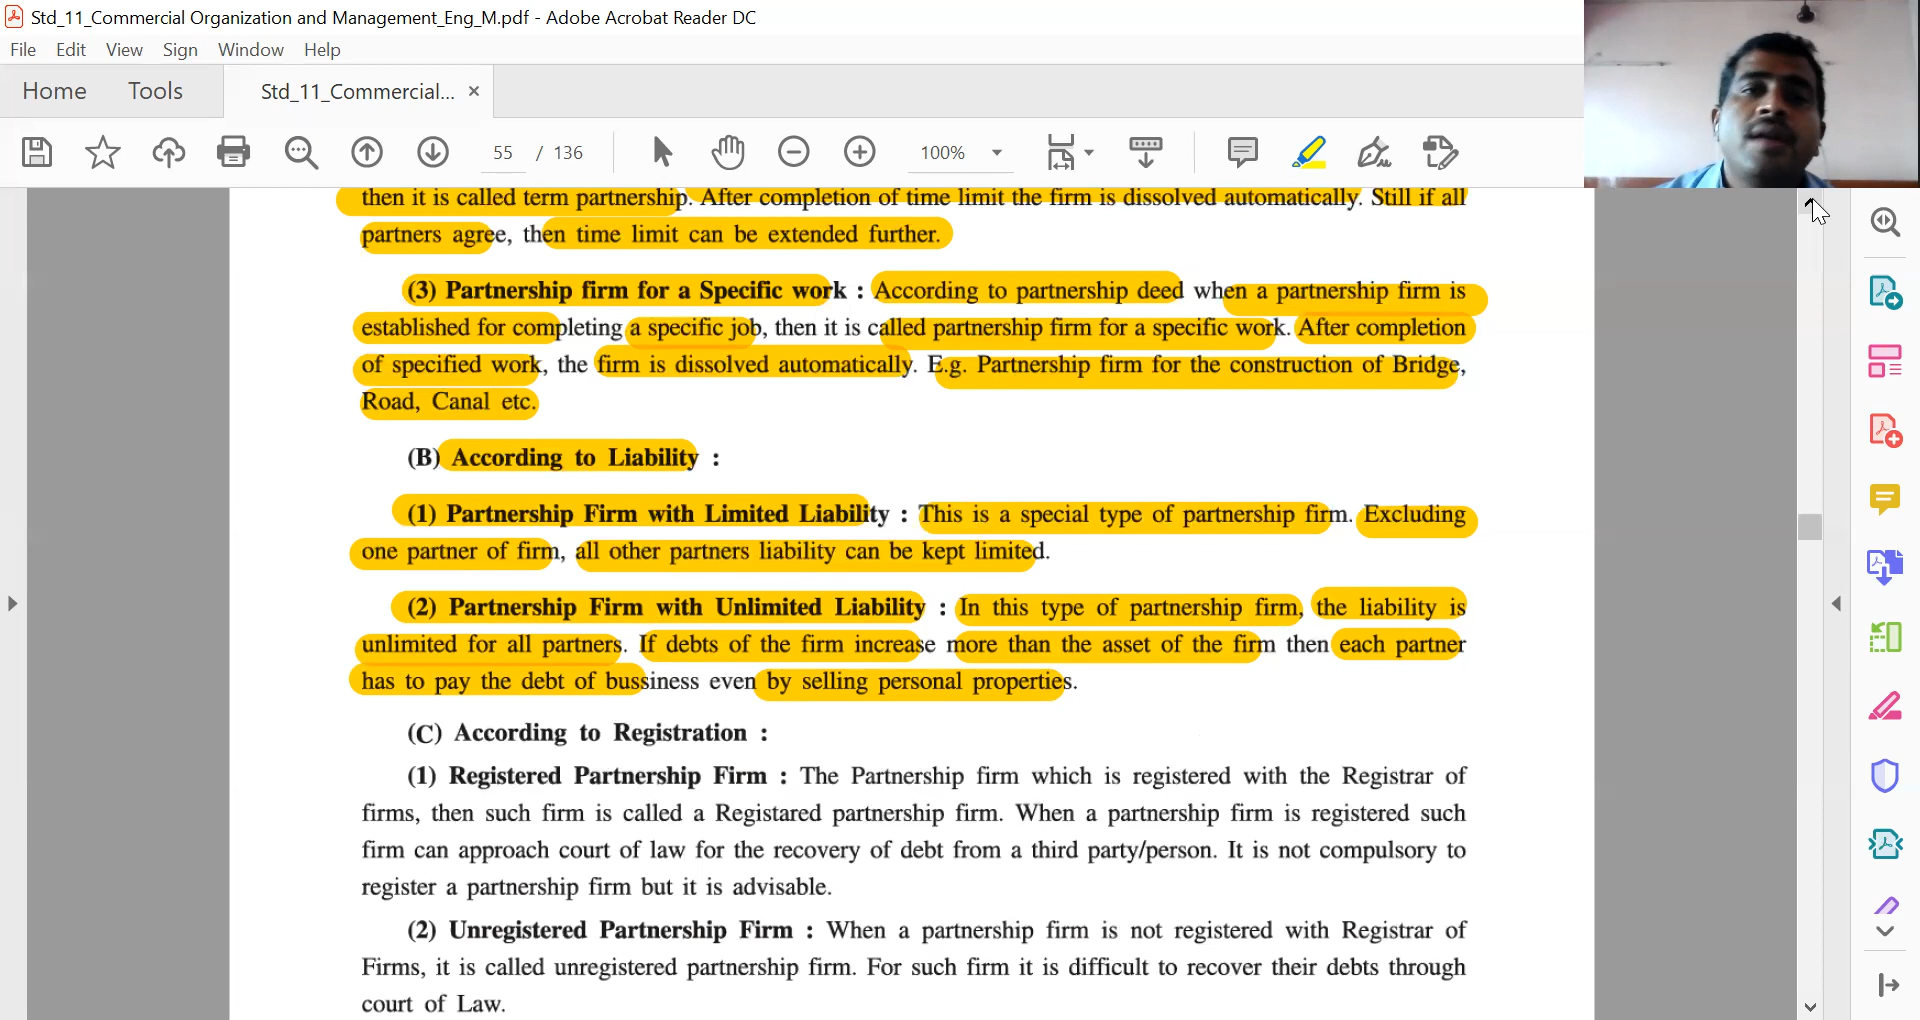 Std_11_Commercial Organization and Management_Eng_M.pdf - Adobe Acrobat Reader DC
File Edit View Sign Window Help
Home Tools Std_11_Commercial... ×
55 / 136 100%
then it is called term partnership. After completion of time limit the firm is dissolved automatically. Still if all
partners agree, then time limit can be extended further.
(3) Partnership firm for a Specific work : According to partnership deed when a partnership firm is
established for completing a specific job, then it is called partnership firm for a specific work. After completion
of specified work, the firm is dissolved automatically. E.g. Partnership firm for the construction of Bridge,
Road, Canal etc.
(B) According to Liability :
(1) Partnership Firm with Limited Liability : This is a special type of partnership firm. Excluding
one partner of firm, all other partners liability can be kept limited.
(2) Partnership Firm with Unlimited Liability : In this type of partnership firm, the liability is
unlimited for all partners. If debts of the firm increase more than the asset of the firm then each partner
has to pay the debt of bussiness even by selling personal properties.
(C) According to Registration :
(1) Registered Partnership Firm : The Partnership firm which is registered with the Registrar of
firms, then such firm is called a Registared partnership firm. When a partnership firm is registered such
firm can approach court of law for the recovery of debt from a third party/person. It is not compulsory to
register a partnership firm but it is advisable.
(2) Unregistered Partnership Firm : When a partnership firm is not registered with Registrar of
Firms, it is called unregistered partnership firm. For such firm it is difficult to recover their debts through
court of Law.